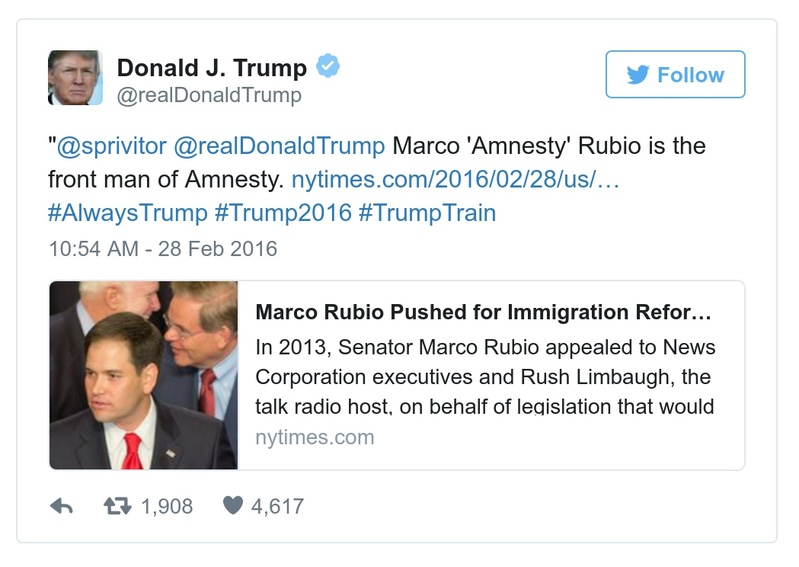 Donald J. Trump
@realDonaldTrump
Follow
"@sprivitor @realDonaldTrump Marco 'Amnesty' Rubio is the
front man of Amnesty. nytimes.com/2016/02/28/us/…
#AlwaysTrump #Trump2016 #TrumpTrain
10:54 AM - 28 Feb 2016
Marco Rubio Pushed for Immigration Refor…
In 2013, Senator Marco Rubio appealed to News
Corporation executives and Rush Limbaugh, the
talk radio host, on behalf of legislation that would
nytimes.com
1,908 4,617